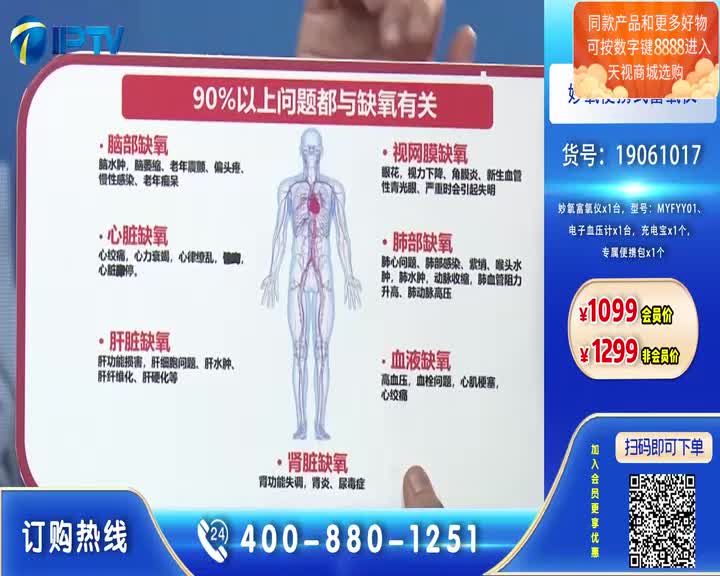 IPTV
同款产品和更多好物
可按数字键8888进入
天视商城选购
货号：19061017
妙氧富氧仪x1台，型号：MYFYY01、
电子血压计x1台，充电宝x1个，
专属便携包x1个
¥1099会员价
¥1299非会员价
加入会员更享优惠
扫码即可下单
90%以上问题都与缺氧有关
·脑部缺氧
脑水肿、脑萎缩、老年震颤、偏头疼、
慢性感染、老年痴呆
·心脏缺氧
心绞痛，心力衰竭，心律缭乱，
心脏
·肝脏缺氧
肝功能损害，肝细胞问题、肝水肿、
肝纤维化、肝硬化等
·视网膜缺氧
眼花，视力下降、角膜炎、新生血管
性青光眼、严重时会引起失明
·肺部缺氧
肺心问题、肺部感染、紫绀、喉头水
肿，肺水肿，动脉收缩，肺血管阻力
升高、肺动脉高压
·血液缺氧
高血压，血栓问题，心肌梗塞，
心绞痛
·肾脏缺氧
肾功能失调，肾炎、尿毒症
订购热线
24
400-880-1251